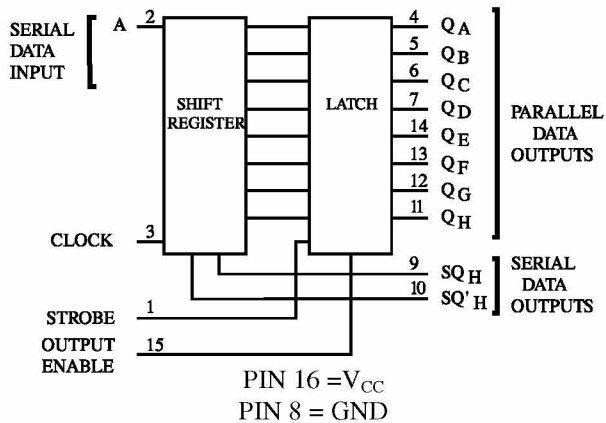 SERIAL
DATA
INPUT
A 2
SHIFT
REGISTER
LATCH
4 QA
5 QB
6 QC
7 QD
14 QE
13 QF
12 QG
11 QH
PARALLEL
DATA
OUTPUTS
CLOCK 3
9 SQH
10 SQ'H
SERIAL
DATA
OUTPUTS
STROBE 1
OUTPUT
ENABLE 15
PIN 16 =VCC
PIN 8 = GND